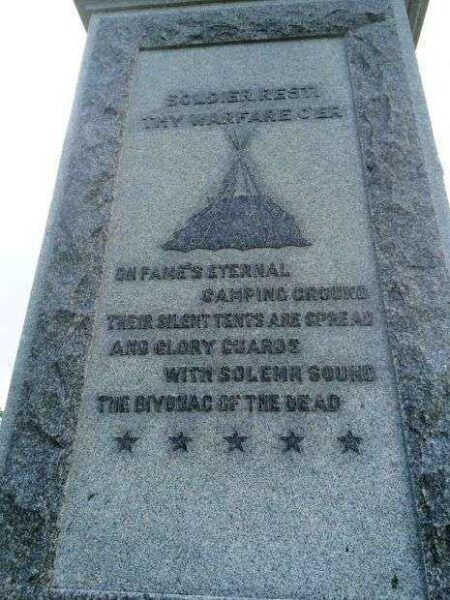 SOLDIER, REST!
THY WARFARE O'ER
ON FAME'S ETERNAL
CAMPING GROUND
THEIR SILENT TENTS ARE SPREAD
AND GLORY GUARDS
WITH SOLEMN SOUND
THE BIVOUAC OF THE DEAD